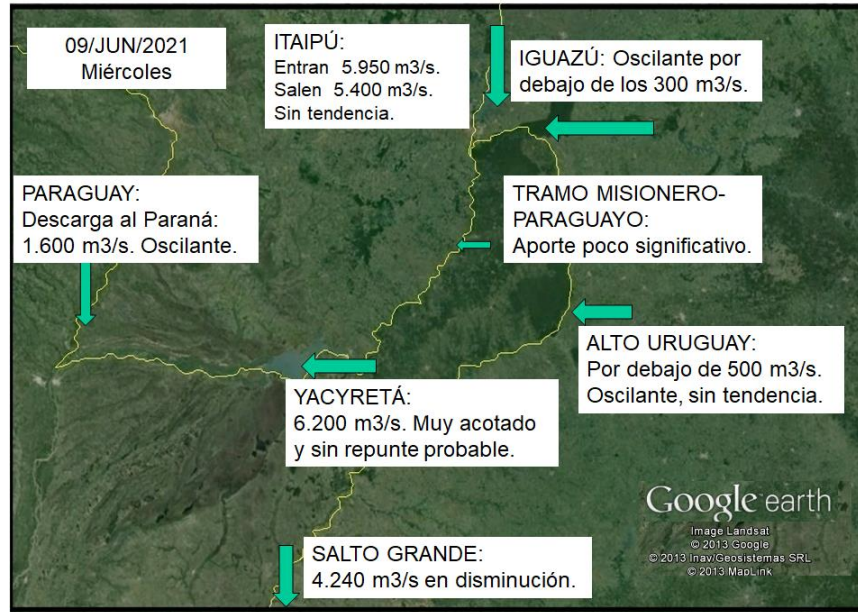 09/JUN/2021
Miércoles
ITAIPÚ:
Entran 5.950 m3/s.
Salen 5.400 m3/s.
Sin tendencia.
IGUAZÚ: Oscilante por
debajo de los 300 m3/s.
PARAGUAY:
Descarga al Paraná:
1.600 m3/s. Oscilante.
TRAMO MISIONERO-
PARAGUAYO:
Aporte poco significativo.
ALTO URUGUAY:
Por debajo de 500 m3/s.
Oscilante, sin tendencia.
YACYRETÁ:
6.200 m3/s. Muy acotado
y sin repunte probable.
SALTO GRANDE:
4.240 m3/s en disminución.
Google earth
Image Landsat
© 2013 Google
© 2013 Inav/Geosistemas SRL
© 2013 MapLink